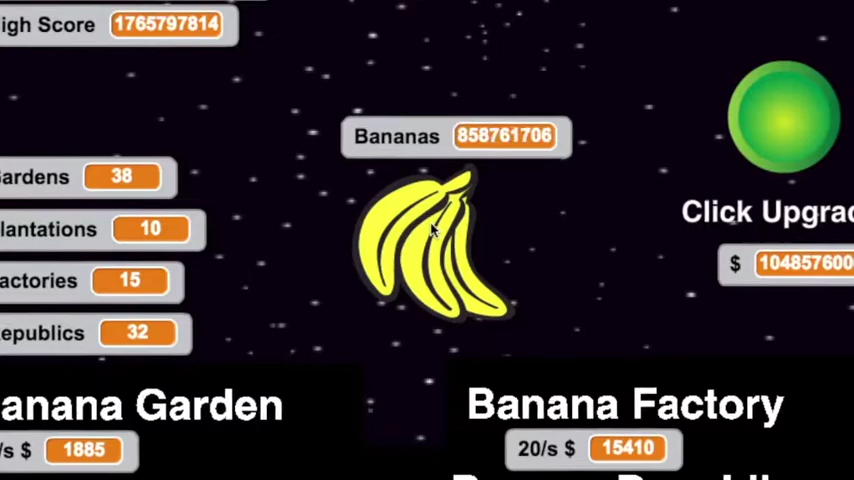 igh Score 1765797814
Bananas 858761706
ardens 38
lantations 10
Click Upgrad
actories 15
$ 1048576000
epublics 32
anana Garden
Banana Factory
/s $ 1885
20/s $ 15410